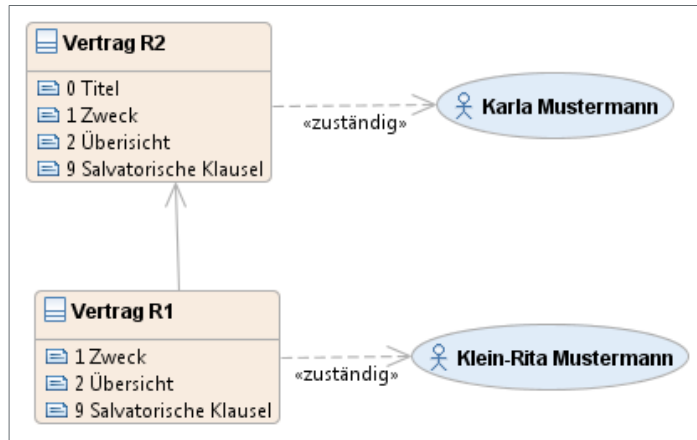 Vertrag R2
0 Titel
1 Zweck
2 Überisicht
9 Salvatorische Klausel
«zuständig»
Karla Mustermann
Vertrag R1
1 Zweck
2 Übersicht
9 Salvatorische Klausel
«zuständig»
Klein-Rita Mustermann